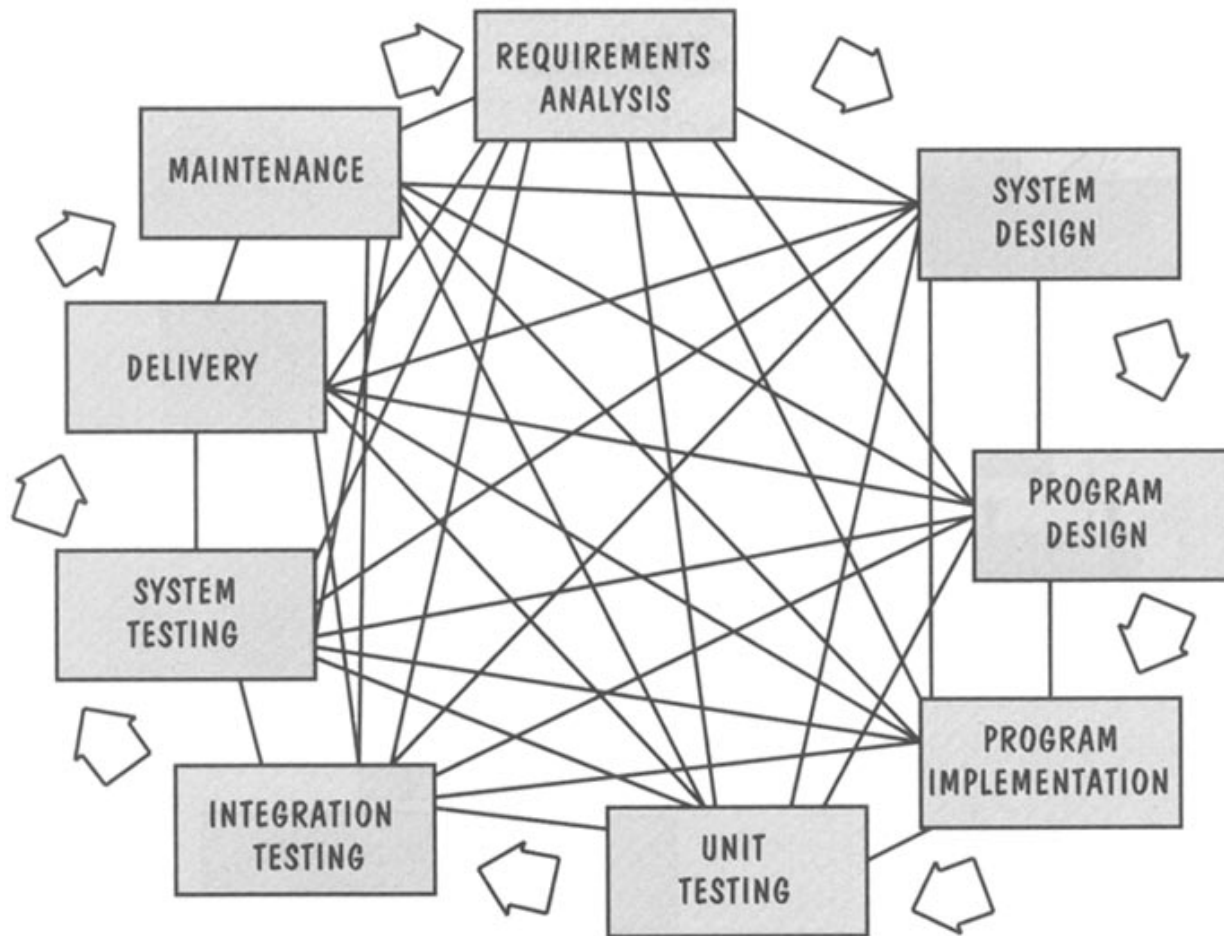 REQUIREMENTS
ANALYSIS
SYSTEM
DESIGN
PROGRAM
DESIGN
PROGRAM
IMPLEMENTATION
UNIT
TESTING
INTEGRATION
TESTING
SYSTEM
TESTING
DELIVERY
MAINTENANCE